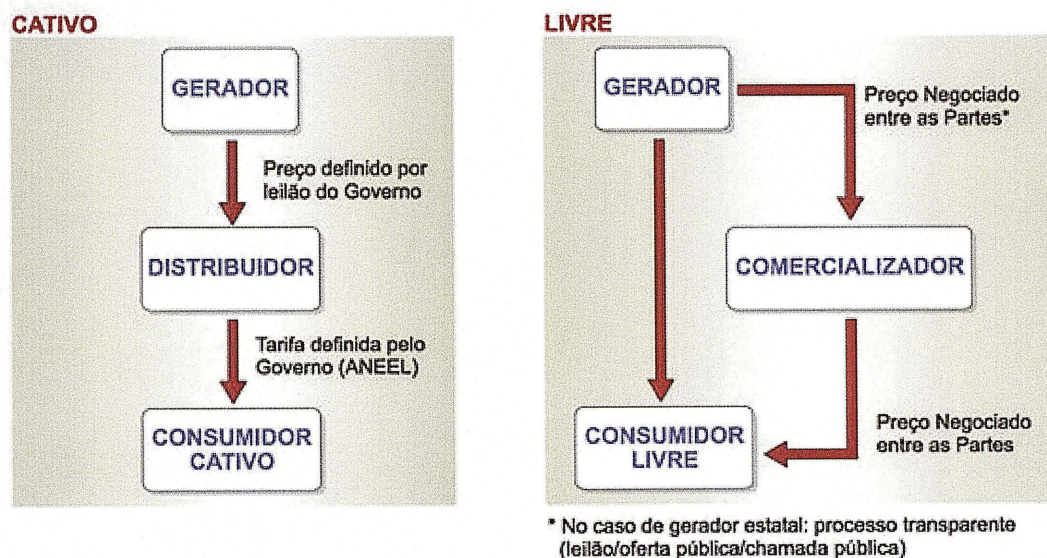 CATIVO
GERADOR
Preço definido por
leilão do Governo
DISTRIBUIDOR
Tarifa definida pelo
Governo (ANEEL)
CONSUMIDOR
CATIVO
LIVRE
GERADOR
Preço Negociado
entre as Partes*
COMERCIALIZADOR
CONSUMIDOR
LIVRE
Preço Negociado
entre as Partes
* No caso de gerador estatal: processo transparente
(leilão/oferta pública/chamada pública)